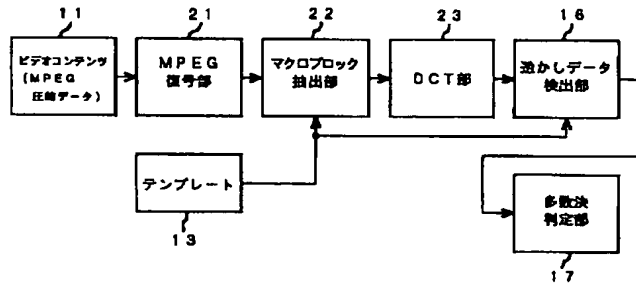 11
21
22
23
16
ビデオコンテンツ
(MPEG
圧縮データ)
MPEG
復号部
マクロブロック
抽出部
DCT部
透かしデータ
検出部
テンプレート
13
多数決
判定部
17